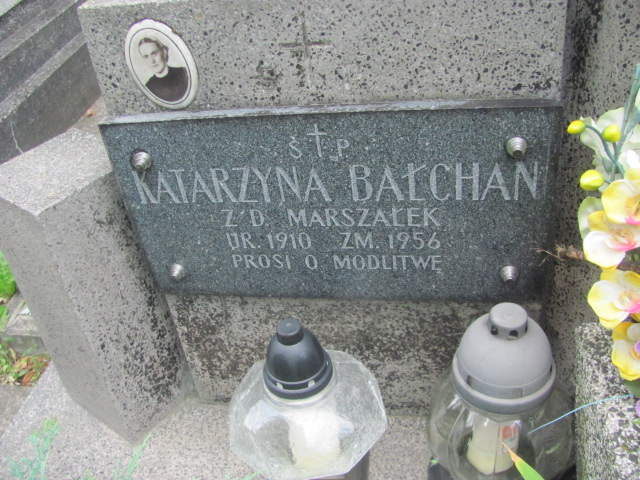 Ś†P.
KATARZYNA BAŁCHAN
Z D. MARSZAŁEK
UR. 1910 ZM. 1956
PROSI O MODLITWĘ